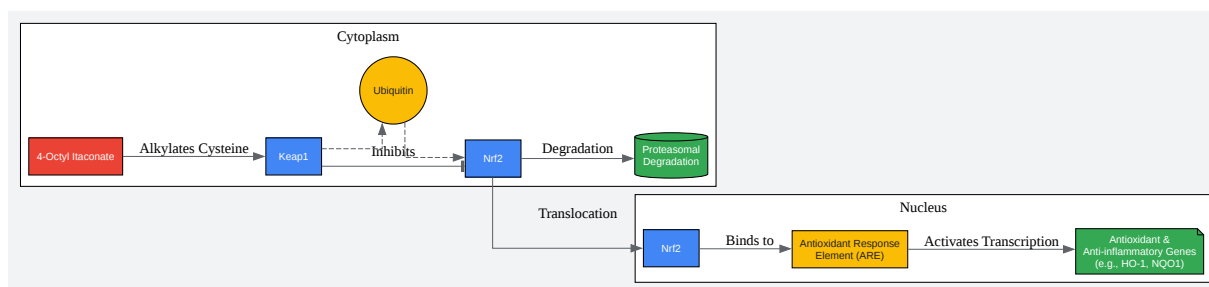 Cytoplasm
Ubiquitin
4-Octyl Itaconate
Alkylates Cysteine
Keap1
Inhibits
Nrf2
Degradation
Proteasomal
Degradation
Translocation
Nucleus
Nrf2
Binds to
Antioxidant Response
Element (ARE)
Activates Transcription
Antioxidant &
Anti-inflammatory Genes
(e.g., HO-1, NQO1)